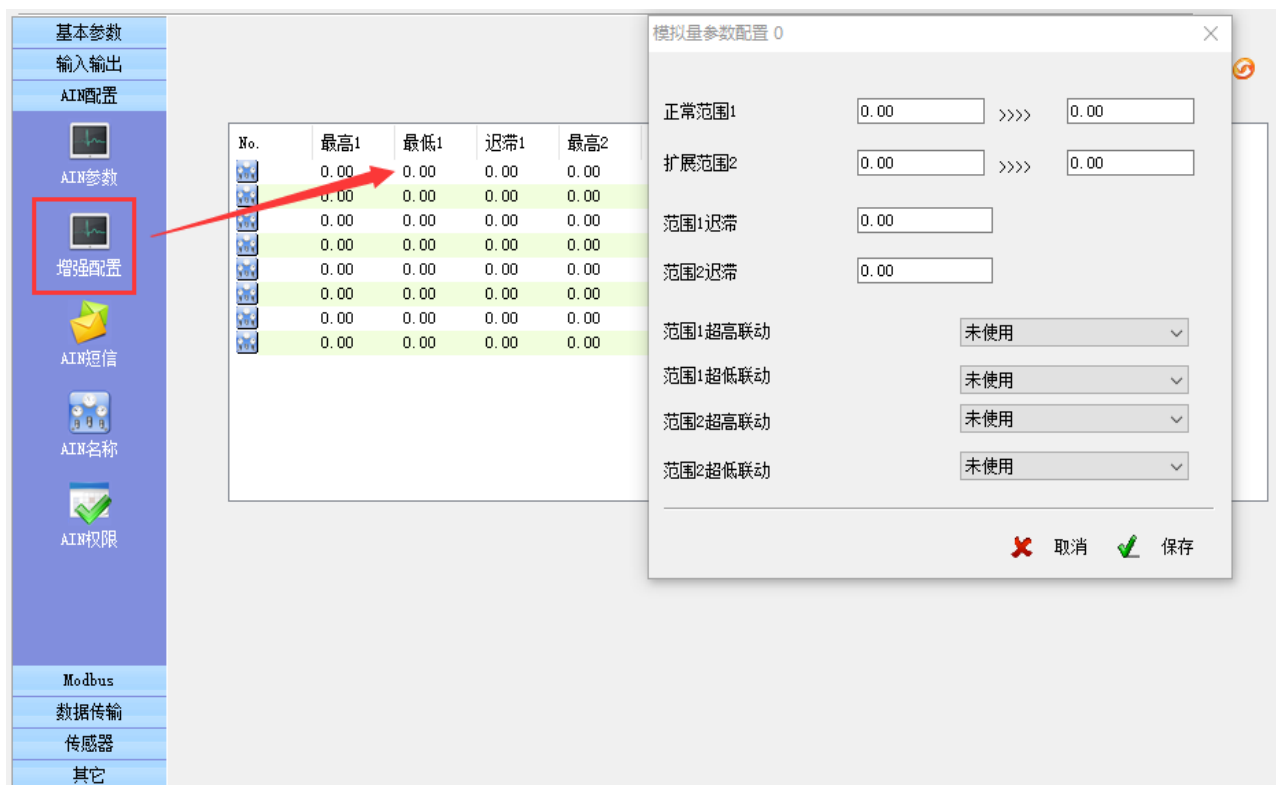 基本参数
输入输出
AIN配置
AIN参数
增强配置
AIN短信
AIN名称
AIN权限
Modbus
数据传输
传感器
其它
No. 最高1 最低1 迟滞1 最高2
0.00 0.00 0.00 0.00
0.00 0.00 0.00 0.00
0.00 0.00 0.00 0.00
0.00 0.00 0.00 0.00
0.00 0.00 0.00 0.00
0.00 0.00 0.00 0.00
0.00 0.00 0.00 0.00
0.00 0.00 0.00 0.00
模拟量参数配置 0
正常范围1 0.00 >>>> 0.00
扩展范围2 0.00 >>>> 0.00
范围1迟滞 0.00
范围2迟滞 0.00
范围1超高联动 未使用
范围1超低联动 未使用
范围2超高联动 未使用
范围2超低联动 未使用
取消 保存